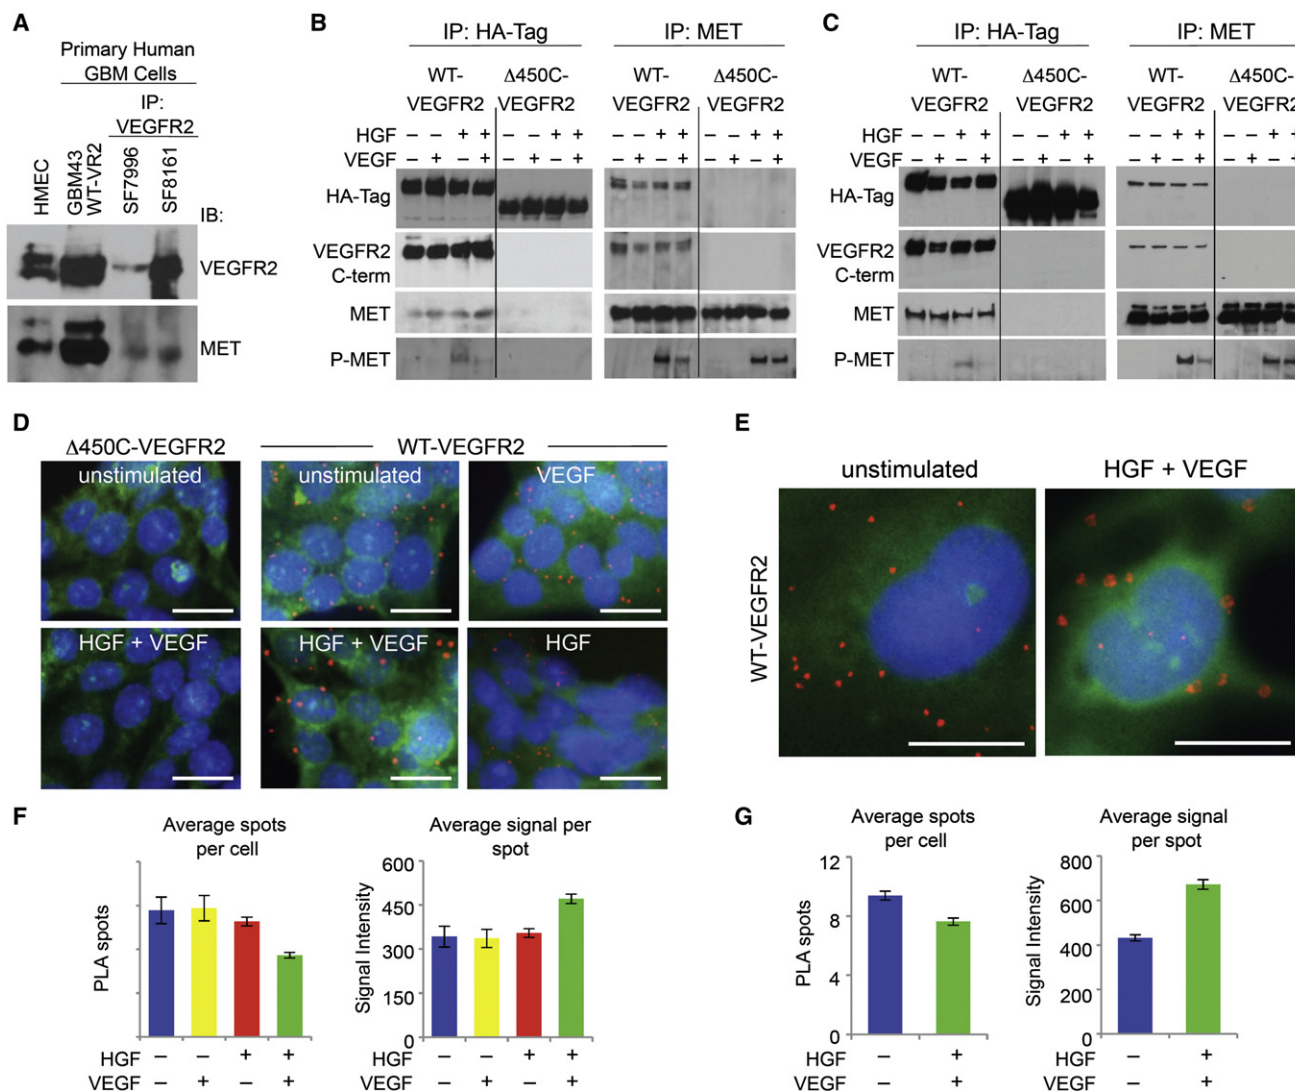 A
Primary Human
GBM Cells
IP:
VEGFR2
HMEC
GBM43
WT-VR2
SF7996
SF8161
IB:
VEGFR2
MET
B
IP: HA-Tag
IP: MET
WT-
VEGFR2
Δ450C-
VEGFR2
WT-
VEGFR2
Δ450C-
VEGFR2
HGF – – + + – – + + – – + + – – + +
VEGF – + – + – + – + – + – + – + – +
HA-Tag
VEGFR2
C-term
MET
P-MET
C
IP: HA-Tag
IP: MET
WT-
VEGFR2
Δ450C-
VEGFR2
WT-
VEGFR2
Δ450C-
VEGFR2
HGF – – + + – – + + – – + + – – + +
VEGF – + – + – + – + – + – + – + – +
HA-Tag
VEGFR2
C-term
MET
P-MET
D
Δ450C-VEGFR2
WT-VEGFR2
unstimulated
unstimulated
VEGF
HGF + VEGF
HGF + VEGF
HGF
E
unstimulated
HGF + VEGF
WT-VEGFR2
F
Average spots
per cell
PLA spots
HGF – – + +
VEGF – + – +
Average signal per
spot
Signal Intensity
600
450
300
150
0
HGF – – + +
VEGF – + – +
G
Average spots
per cell
PLA spots
12
8
4
0
HGF – +
VEGF – +
Average signal
per spot
Signal Intensity
800
600
400
200
0
HGF – +
VEGF – +